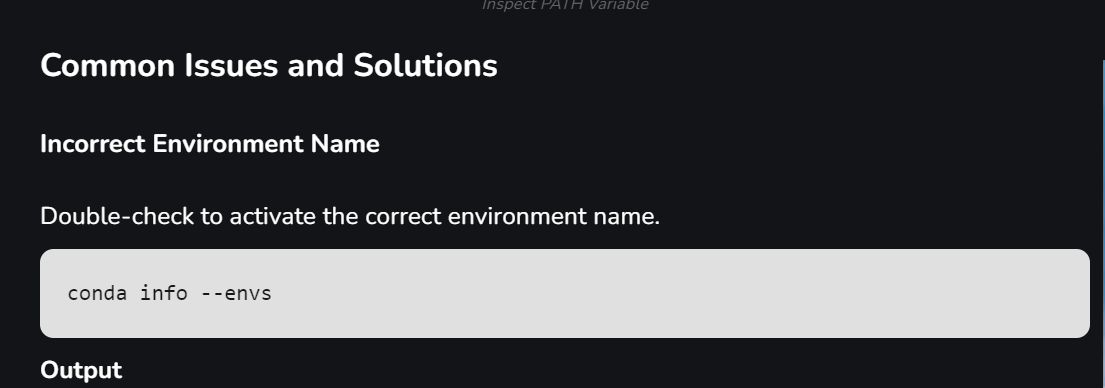 Inspect PATH Variable
Common Issues and Solutions
Incorrect Environment Name
Double-check to activate the correct environment name.
conda info --envs
Output